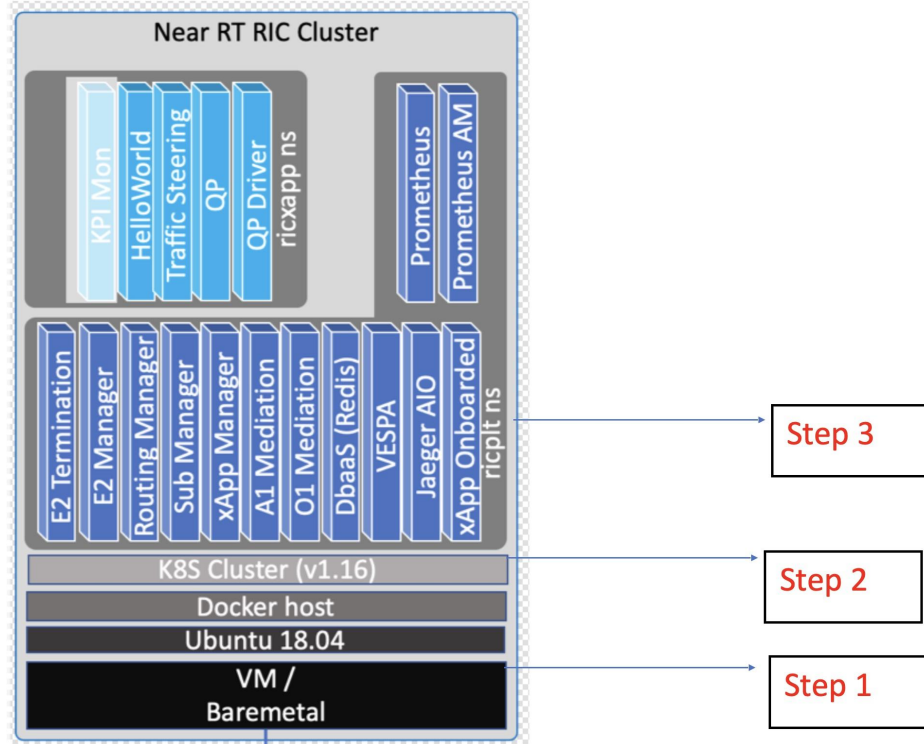 Near RT RIC Cluster
KPI Mon
HelloWorld
Traffic Steering
QP
QP Driver
ricxapp ns
Prometheus
Prometheus AM
E2 Termination
E2 Manager
Routing Manager
Sub Manager
xApp Manager
A1 Mediation
O1 Mediation
DbaaS (Redis)
VESPA
Jaeger AIO
xApp Onboarded
ricplt ns
Step 3
K8S Cluster (v1.16)
Step 2
Docker host
Ubuntu 18.04
VM /
Baremetal
Step 1